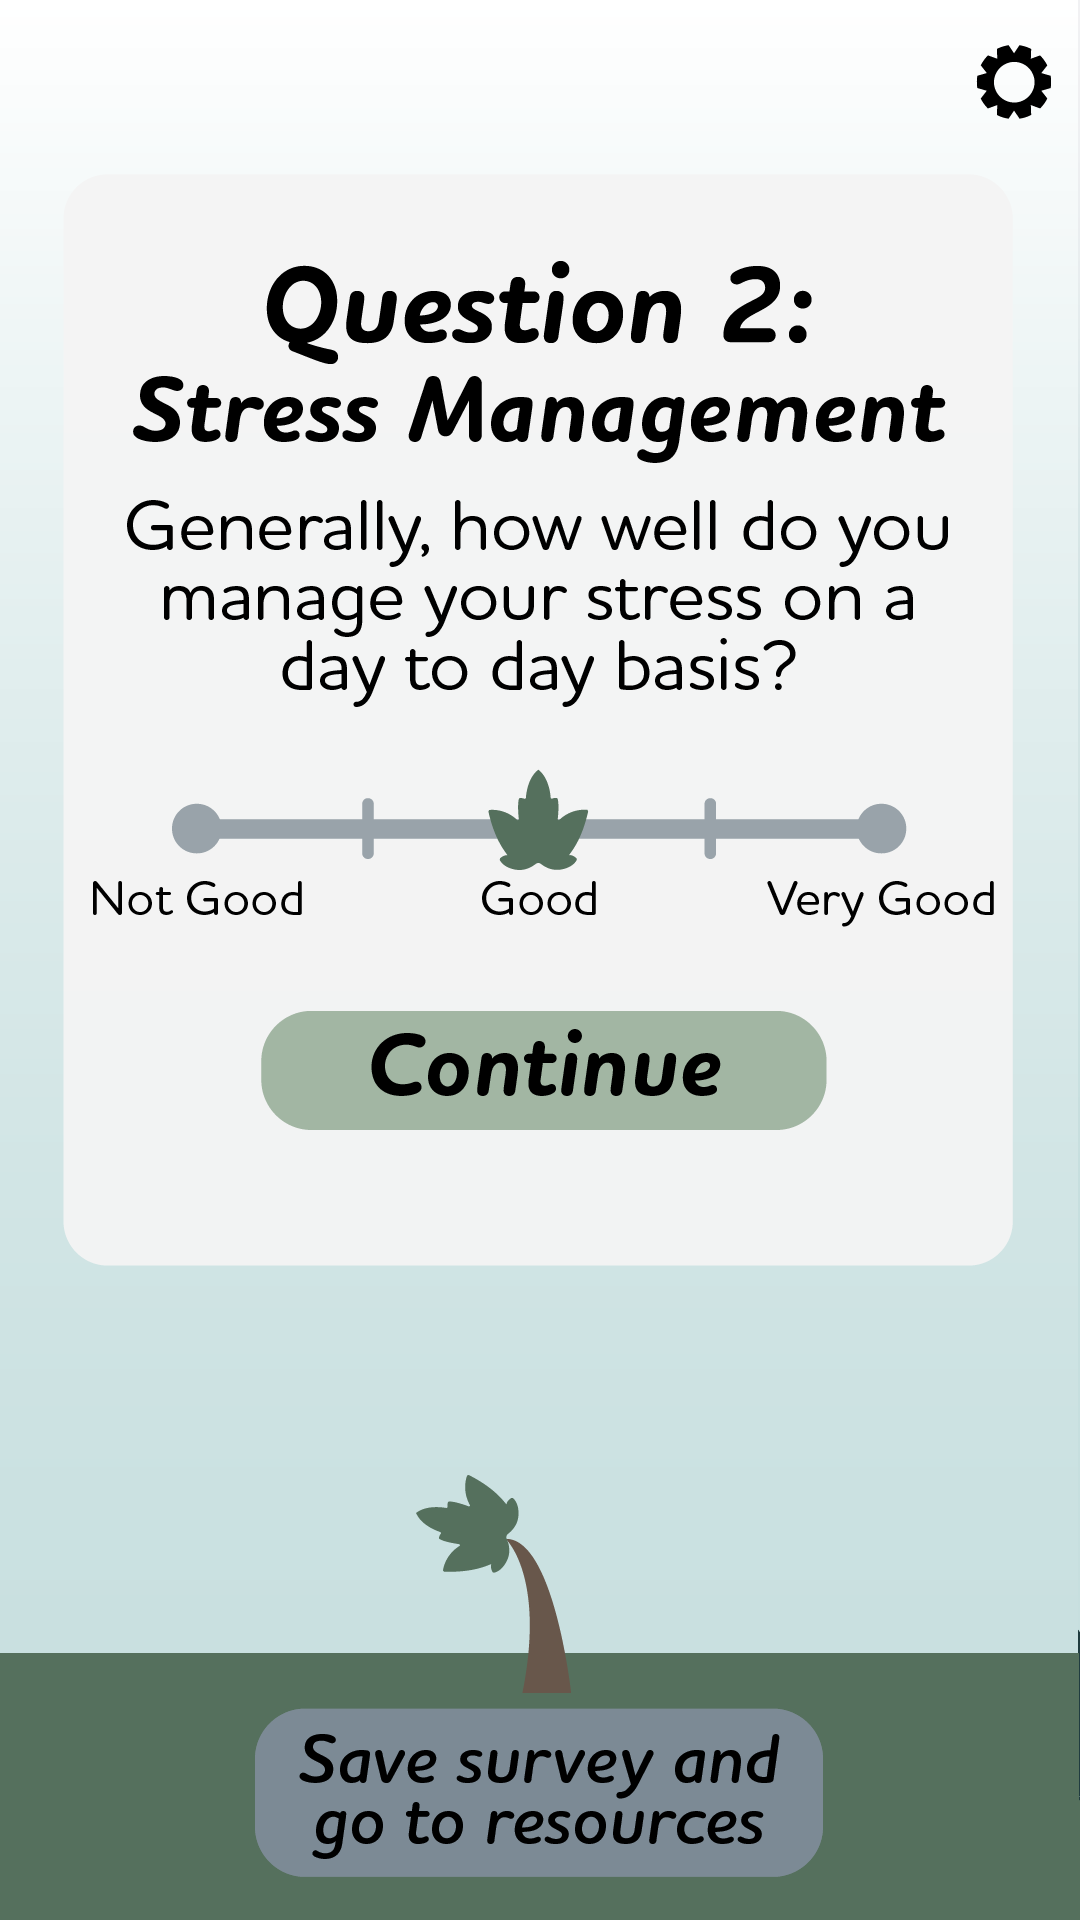 Question 2:
Stress Management
Generally, how well do you
manage your stress on a
day to day basis?
Not Good Good Very Good
Continue
Save survey and
go to resources